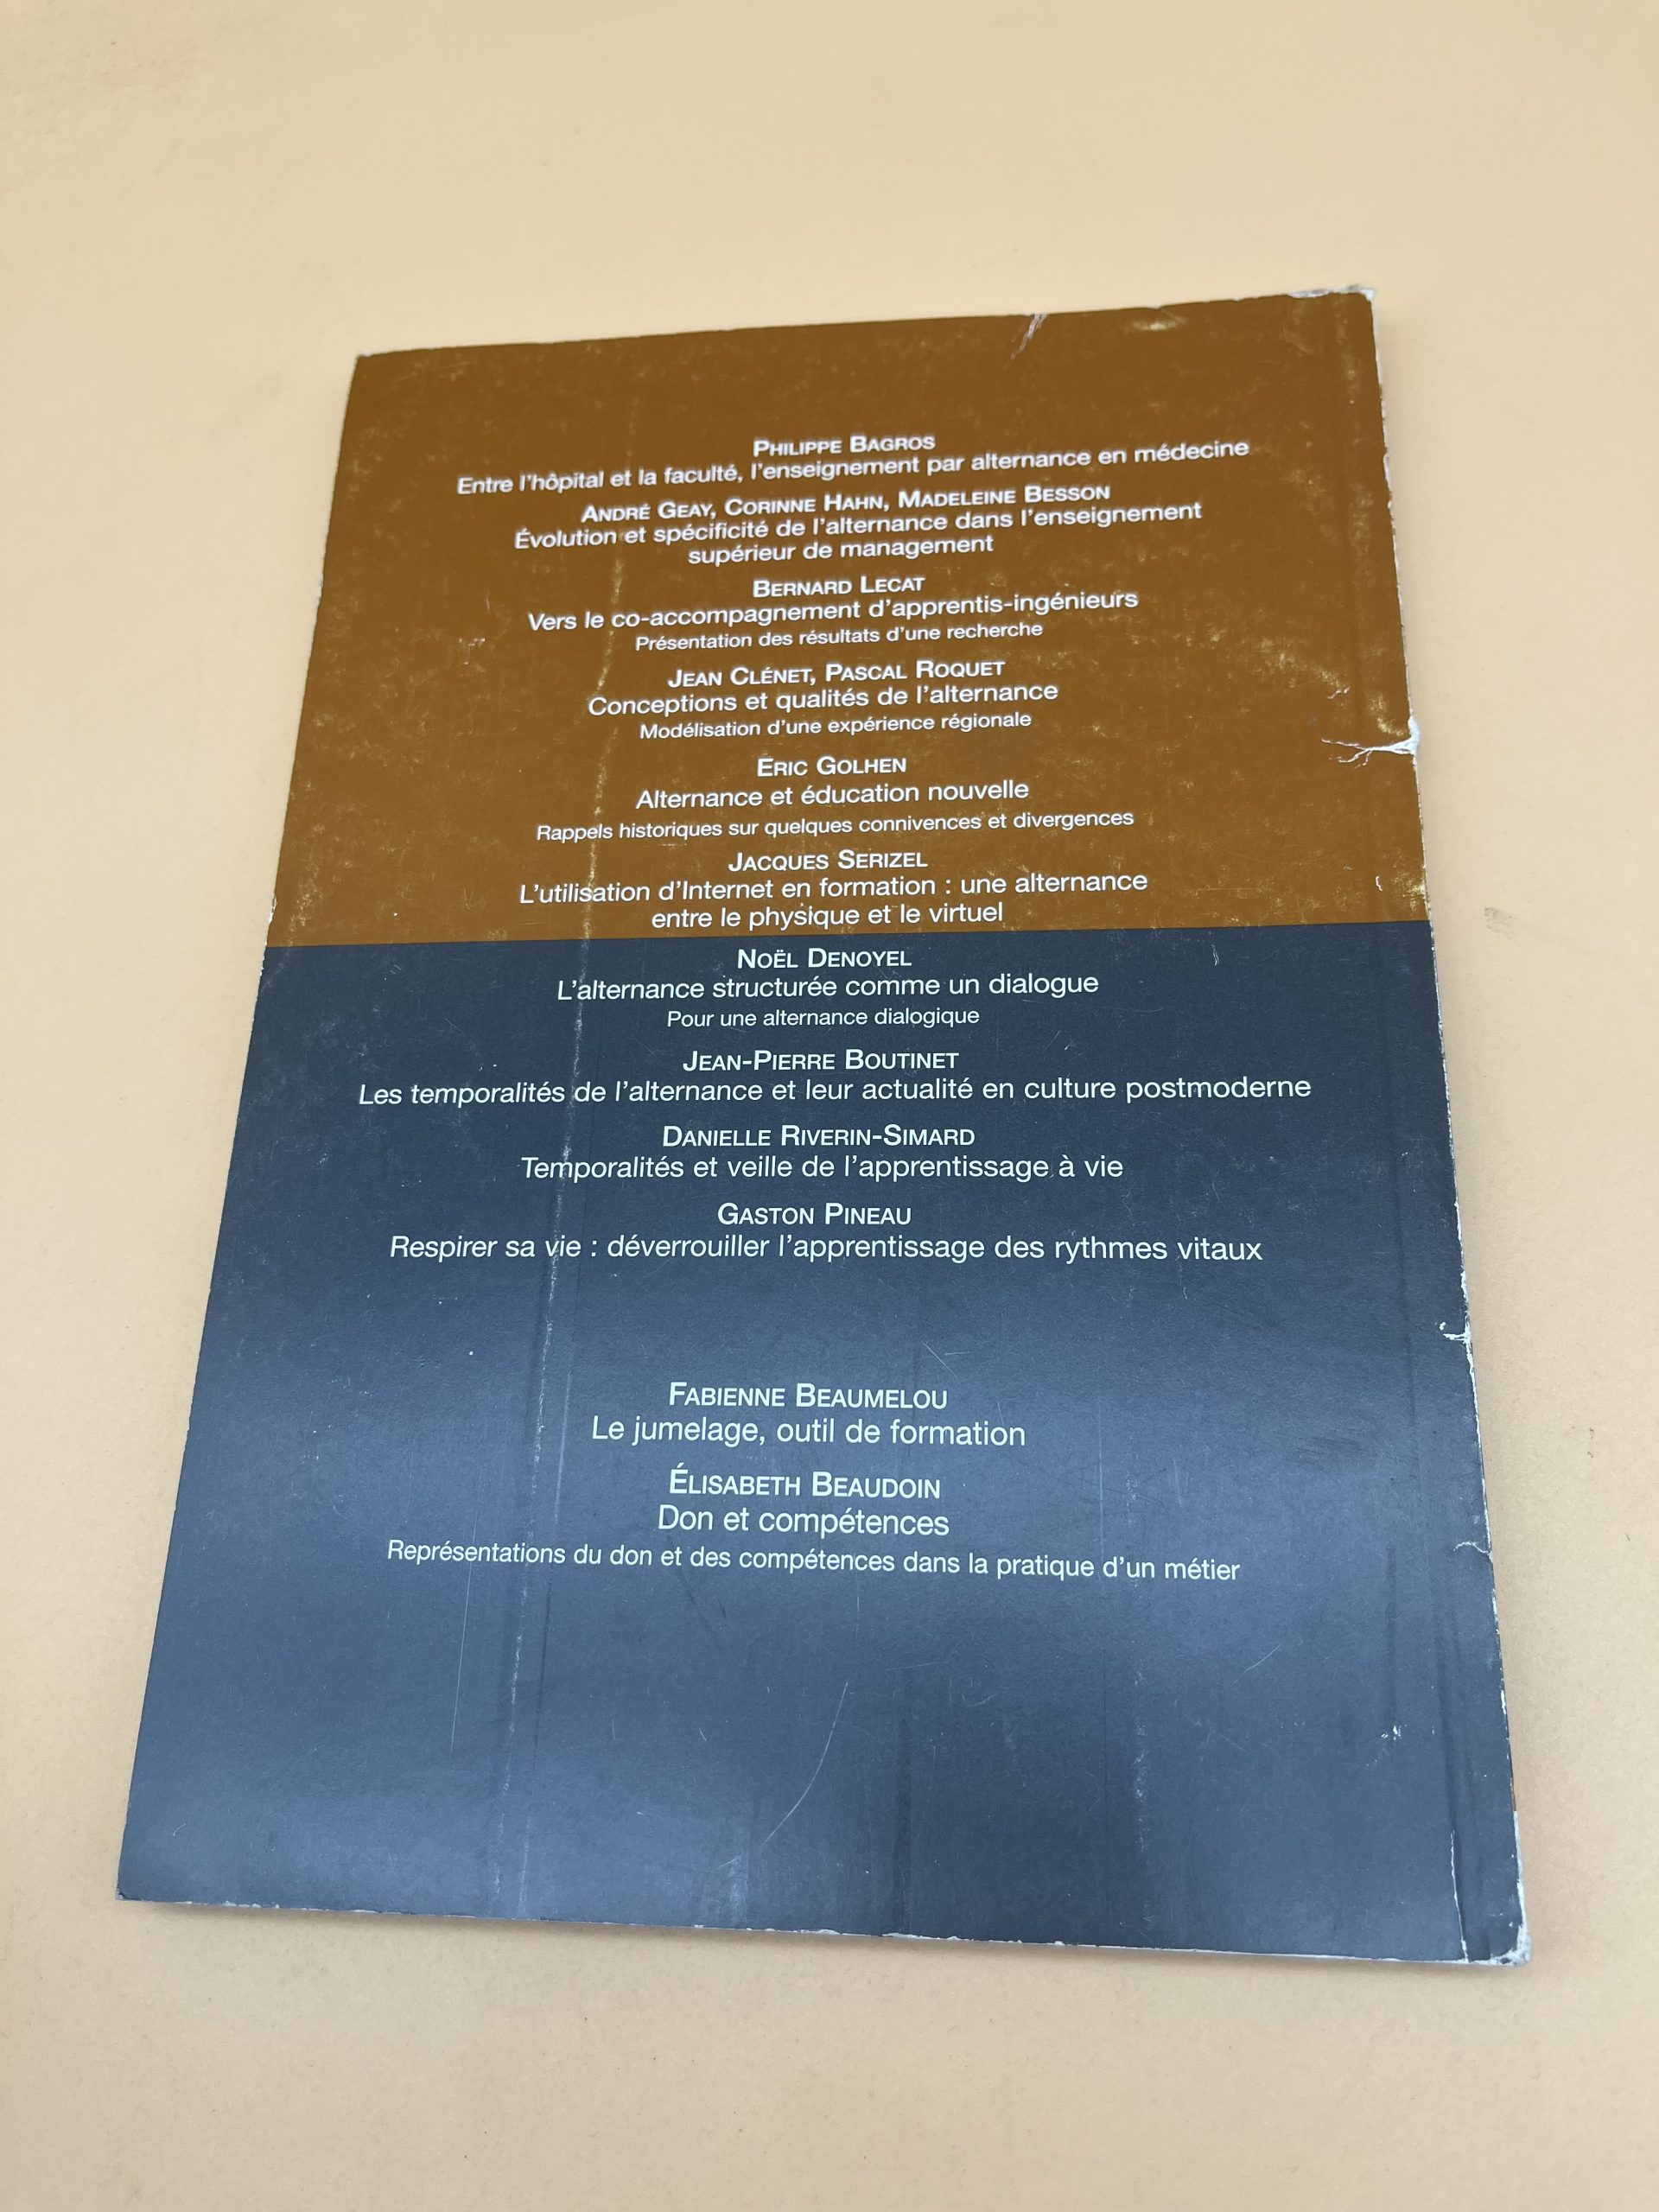 PHILIPPE BAGROS
Entre l'hôpital et la faculté, l'enseignement par alternance en médecine
ANDRÉ GEAY, CORINNE HAHN, MADELEINE BESSON
Évolution et spécificité de l'alternance dans l'enseignement
supérieur de management
BERNARD LECAT
Vers le co-accompagnement d'apprentis-ingénieurs
Présentation des résultats d'une recherche
JEAN CLÉNET, PASCAL ROQUET
Conceptions et qualités de l'alternance
Modélisation d'une expérience régionale
ERIC GOLHEN
Alternance et éducation nouvelle
Rappels historiques sur quelques connivences et divergences
JACQUES SERIZEL
L'utilisation d'Internet en formation : une alternance
entre le physique et le virtuel
NOËL DENOYEL
L'alternance structurée comme un dialogue
Pour une alternance dialogique
JEAN-PIERRE BOUTINET
Les temporalités de l'alternance et leur actualité en culture postmoderne
DANIELLE RIVERIN-SIMARD
Temporalités et veille de l'apprentissage à vie
GASTON PINEAU
Respirer sa vie : déverrouiller l'apprentissage des rythmes vitaux
FABIENNE BEAUMELOU
Le jumelage, outil de formation
ÉLISABETH BEAUDOIN
Don et compétences
Représentations du don et des compétences dans la pratique d'un métier